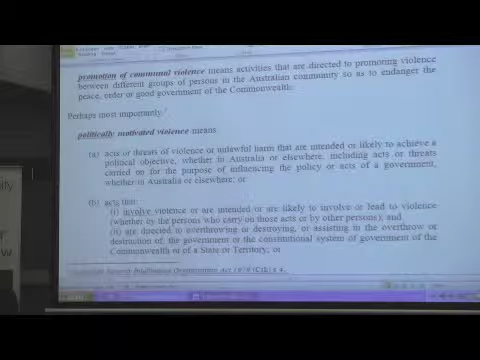 promotion of communal violence means activities that are directed to promoting violence
between different groups of persons in the Australian community so as to endanger the
peace, order or good government of the Commonwealth.
Perhaps most importantly,
politically motivated violence means
(a) acts or threats of violence or unlawful harm that are intended or likely to achieve a
political objective, whether in Australia or elsewhere, including acts or threats
carried on for the purpose of influencing the policy or acts of a government,
whether in Australia or elsewhere; or
(b) acts that:
(i) involve violence or are intended or are likely to involve or lead to violence
(whether by the persons who carry on those acts or by other persons); and
(ii) are directed to overthrowing or destroying, or assisting in the overthrow or
destruction of, the government or the constitutional system of government of the
Commonwealth or of a State or Territory; or
Act 1979 (Cth) s 4.